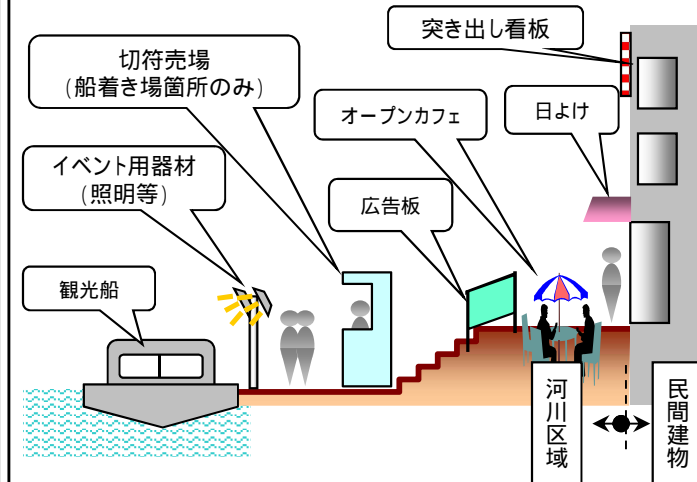 突き出し看板
切符売場
(船着き場箇所のみ)
オープンカフェ
日よけ
イベント用器材
(照明等)
広告板
観光船
河川区域
民間建物